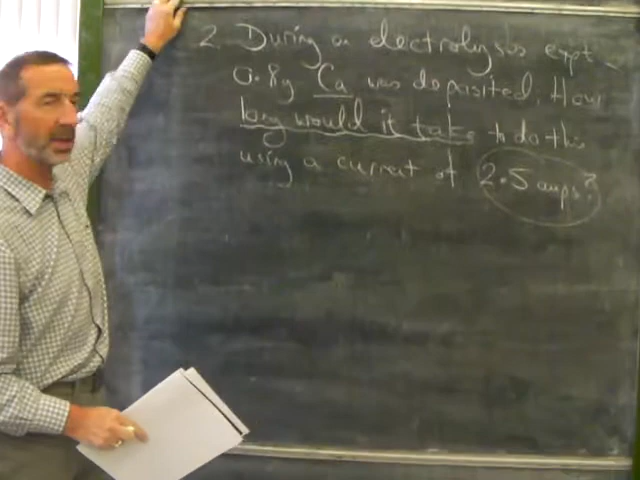 2 During an electrolysis expt
0.8g Ca was deposited. How
long would it take to do this
using a current of 2.5 amps?